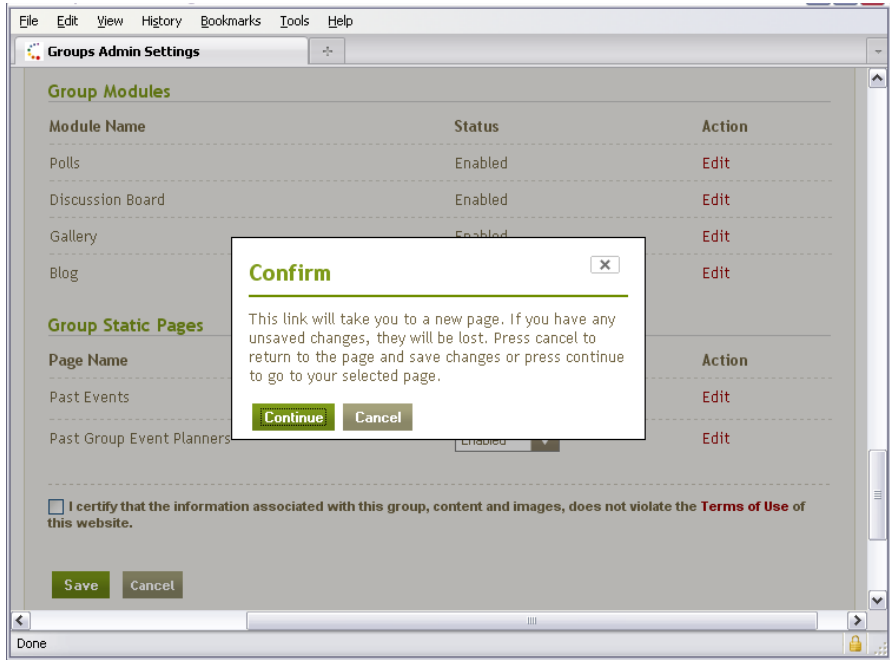 File Edit View History Bookmarks Tools Help
Groups Admin Settings
Group Modules
Module Name Status Action
Polls Enabled Edit
Discussion Board Enabled Edit
Gallery Enabled Edit
Blog Edit
Confirm
This link will take you to a new page. If you have any
unsaved changes, they will be lost. Press cancel to
return to the page and save changes or press continue
to go to your selected page.
Continue Cancel
Group Static Pages
Page Name Action
Past Events Edit
Past Group Event Planners Enabled Edit
I certify that the information associated with this group, content and images, does not violate the Terms of Use of
this website.
Save Cancel
Done